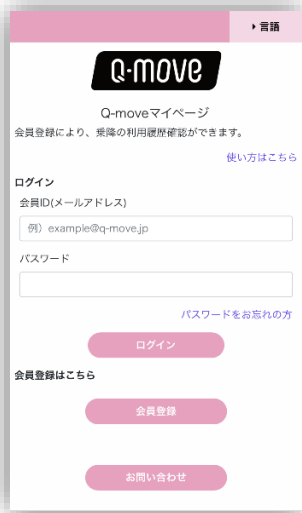 ▸言語
Q-move
Q-moveマイページ
会員登録により、乗降の利用履歴確認ができます。
使い方はこちら
ログイン
会員ID(メールアドレス)
例）example@q-move.jp
パスワード
パスワードをお忘れの方
ログイン
会員登録はこちら
会員登録
お問い合わせ